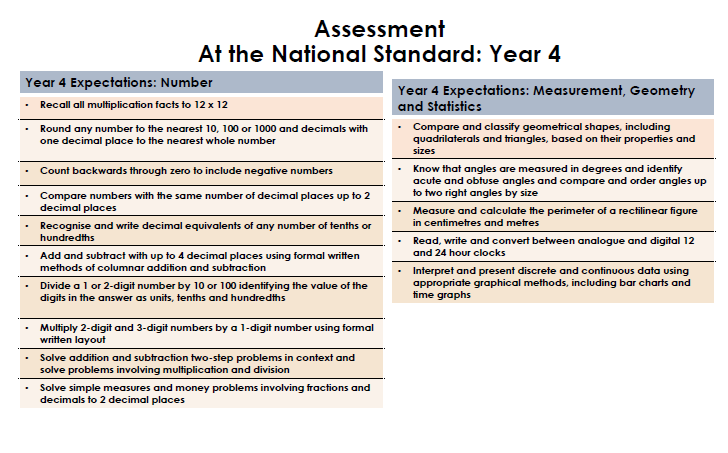 Assessment
At the National Standard: Year 4
Year 4 Expectations: Number
• Recall all multiplication facts to 12 x 12
• Round any number to the nearest 10, 100 or 1000 and decimals with
one decimal place to the nearest whole number
• Count backwards through zero to include negative numbers
• Compare numbers with the same number of decimal places up to 2
decimal places
• Recognise and write decimal equivalents of any number of tenths or
hundredths
• Add and subtract with up to 4 decimal places using formal written
methods of columnar addition and subtraction
• Divide a 1 or 2-digit number by 10 or 100 identifying the value of the
digits in the answer as units, tenths and hundredths
• Multiply 2-digit and 3-digit numbers by a 1-digit number using formal
written layout
• Solve addition and subtraction two-step problems in context and
solve problems involving multiplication and division
• Solve simple measures and money problems involving fractions and
decimals to 2 decimal places
Year 4 Expectations: Measurement, Geometry
and Statistics
• Compare and classify geometrical shapes, including
quadrilaterals and triangles, based on their properties and
sizes
• Know that angles are measured in degrees and identify
acute and obtuse angles and compare and order angles up
to two right angles by size
• Measure and calculate the perimeter of a rectilinear figure
in centimetres and metres
• Read, write and convert between analogue and digital 12
and 24 hour clocks
• Interpret and present discrete and continuous data using
appropriate graphical methods, including bar charts and
time graphs